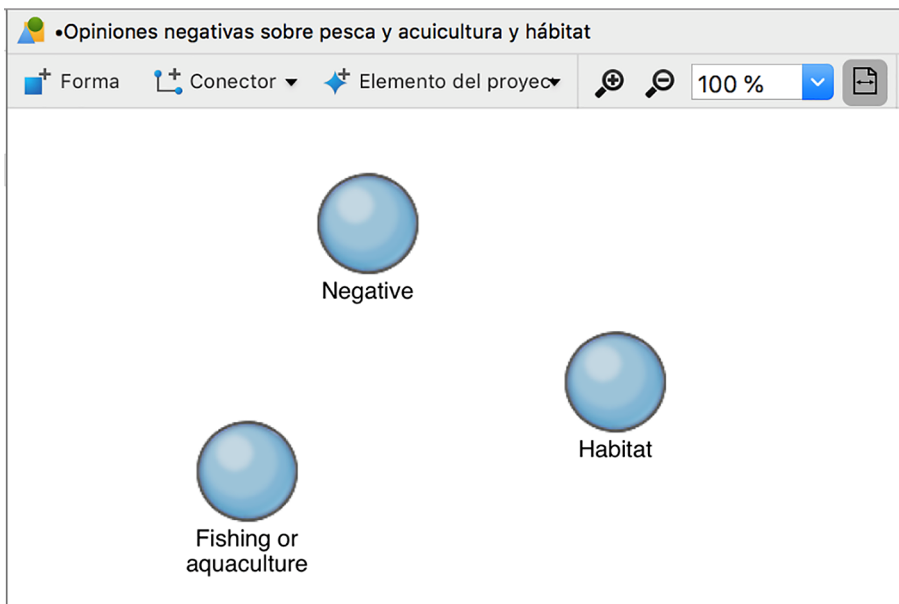 •Opiniones negativas sobre pesca y acuicultura y hábitat
Forma Conector Elemento del proyec 100 %
Negative
Habitat
Fishing or
aquaculture